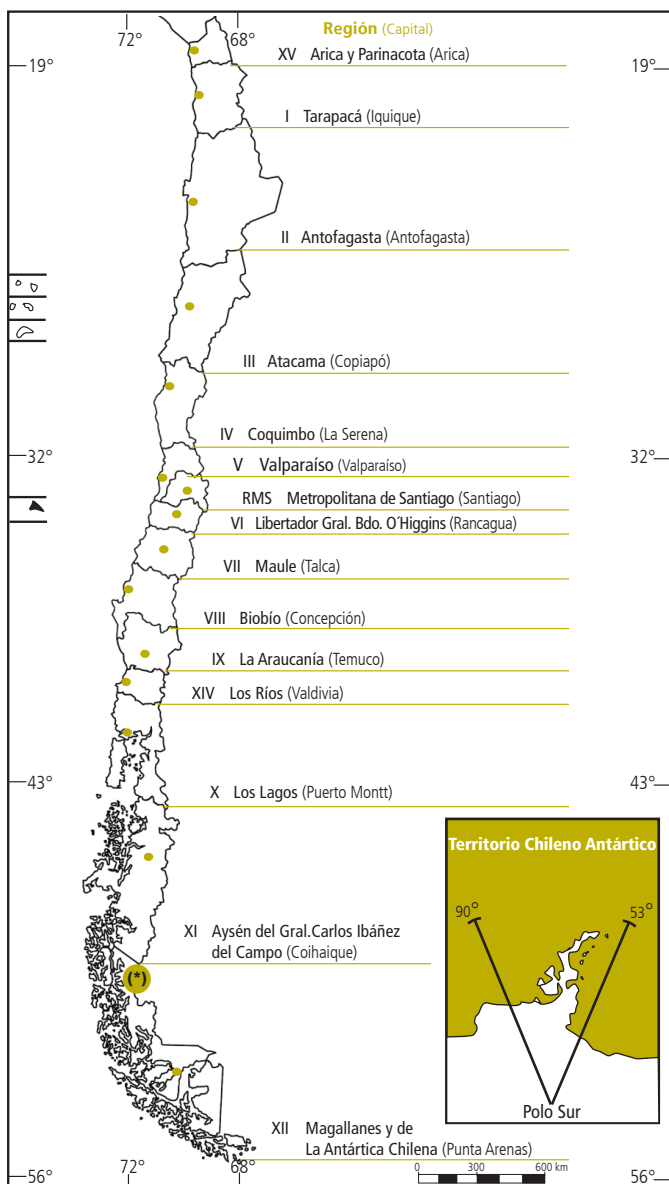 72° 68°
Región (Capital)
19° 19°
XV Arica y Parinacota (Arica)
I Tarapacá (Iquique)
II Antofagasta (Antofagasta)
III Atacama (Copiapó)
IV Coquimbo (La Serena)
32° 32°
V Valparaíso (Valparaíso)
RMS Metropolitana de Santiago (Santiago)
VI Libertador Gral. Bdo. O´Higgins (Rancagua)
VII Maule (Talca)
VIII Biobío (Concepción)
IX La Araucanía (Temuco)
XIV Los Ríos (Valdivia)
43° 43°
X Los Lagos (Puerto Montt)
Territorio Chileno Antártico
90° 53°
Polo Sur
XI Aysén del Gral.Carlos Ibáñez
del Campo (Coihaique)
(*)
XII Magallanes y de
La Antártica Chilena (Punta Arenas)
72° 68°
0 300 600 km
56° 56°